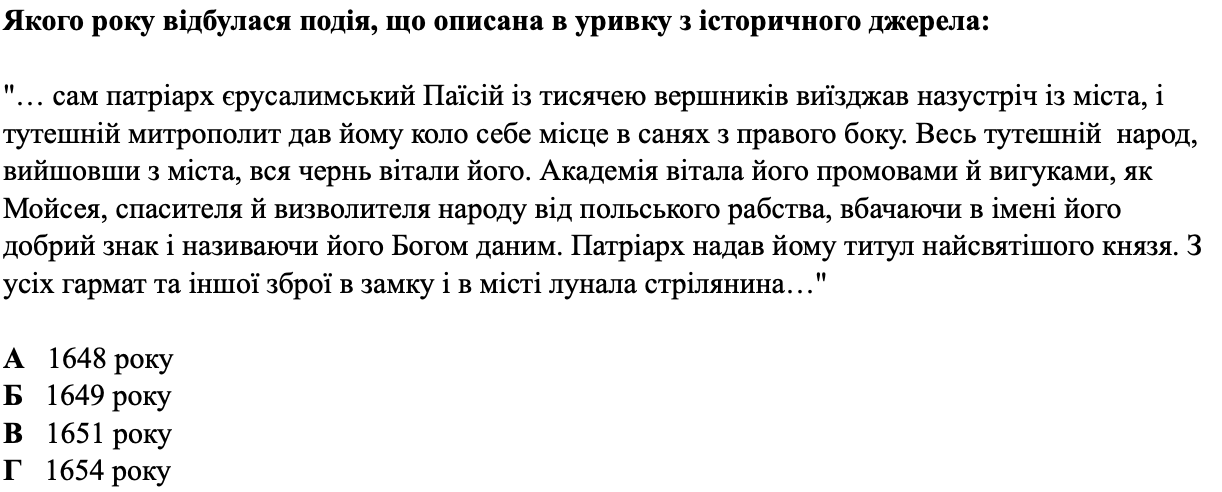 Якого року відбулася подія, що описана в уривку з історичного джерела:
"… сам патріарх єрусалимський Паїсій із тисячею вершників виїзджав назустріч із міста, і
тутешній митрополит дав йому коло себе місце в санях з правого боку. Весь тутешній народ,
вийшовши з міста, вся чернь вітали його. Академія вітала його промовами й вигуками, як
Мойсея, спасителя й визволителя народу від польського рабства, вбачаючи в імені його
добрий знак і називаючи його Богом даним. Патріарх надав йому титул найсвятішого князя. З
усіх гармат та іншої зброї в замку і в місті лунала стрілянина…"
А 1648 року
Б 1649 року
В 1651 року
Г 1654 року